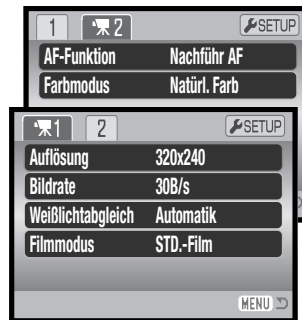 1 2 SETUP
AF-Funktion Nachführ AF
Farbmodus Natürl. Farb
1 2 SETUP
Auflösung 320x240
Bildrate 30B/s
Weißlichtabgleich Automatik
Filmmodus STD.-Film
MENU